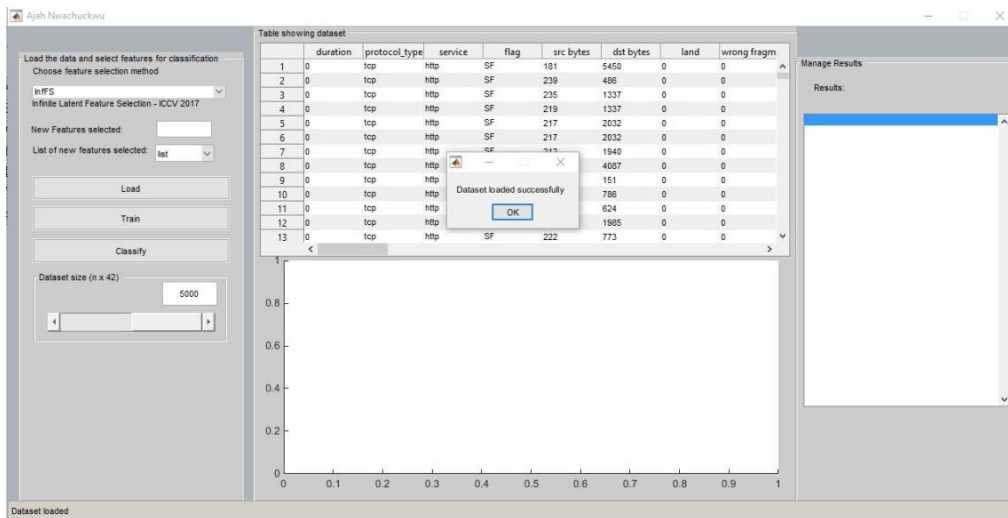 Ajah Nwachuckwu
Load the data and select features for classification
Choose feature selection method
InfFS
Infinite Latent Feature Selection - ICCV 2017
New Features selected:
List of new features selected: list
Load
Train
Classify
Dataset size (n x 42)
5000
Table showing dataset
duration protocol_type service flag src bytes dst bytes land wrong fragm
1 0 tcp http SF 181 5450 0 0
2 0 tcp http SF 239 486 0 0
3 0 tcp http SF 235 1337 0 0
4 0 tcp http SF 219 1337 0 0
5 0 tcp http SF 217 2032 0 0
6 0 tcp http SF 217 2032 0 0
7 0 tcp http SF 212 1940 0 0
8 0 tcp http 4087 0 0
9 0 tcp http 151 0 0
10 0 tcp http 786 0 0
11 0 tcp http 624 0 0
12 0 tcp http 1985 0 0
13 0 tcp http SF 222 773 0 0
Dataset loaded successfully
OK
1
0.8
0.6
0.4
0.2
0
0 0.1 0.2 0.3 0.4 0.5 0.6 0.7 0.8 0.9 1
Manage Results
Results:
Dataset loaded